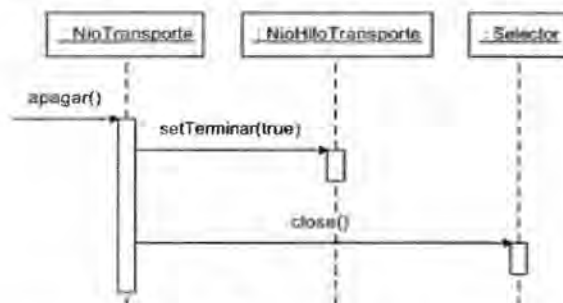 : NioTransporte
: NioHiloTransporte
: Selector
apagar()
setTerminar(true)
close()